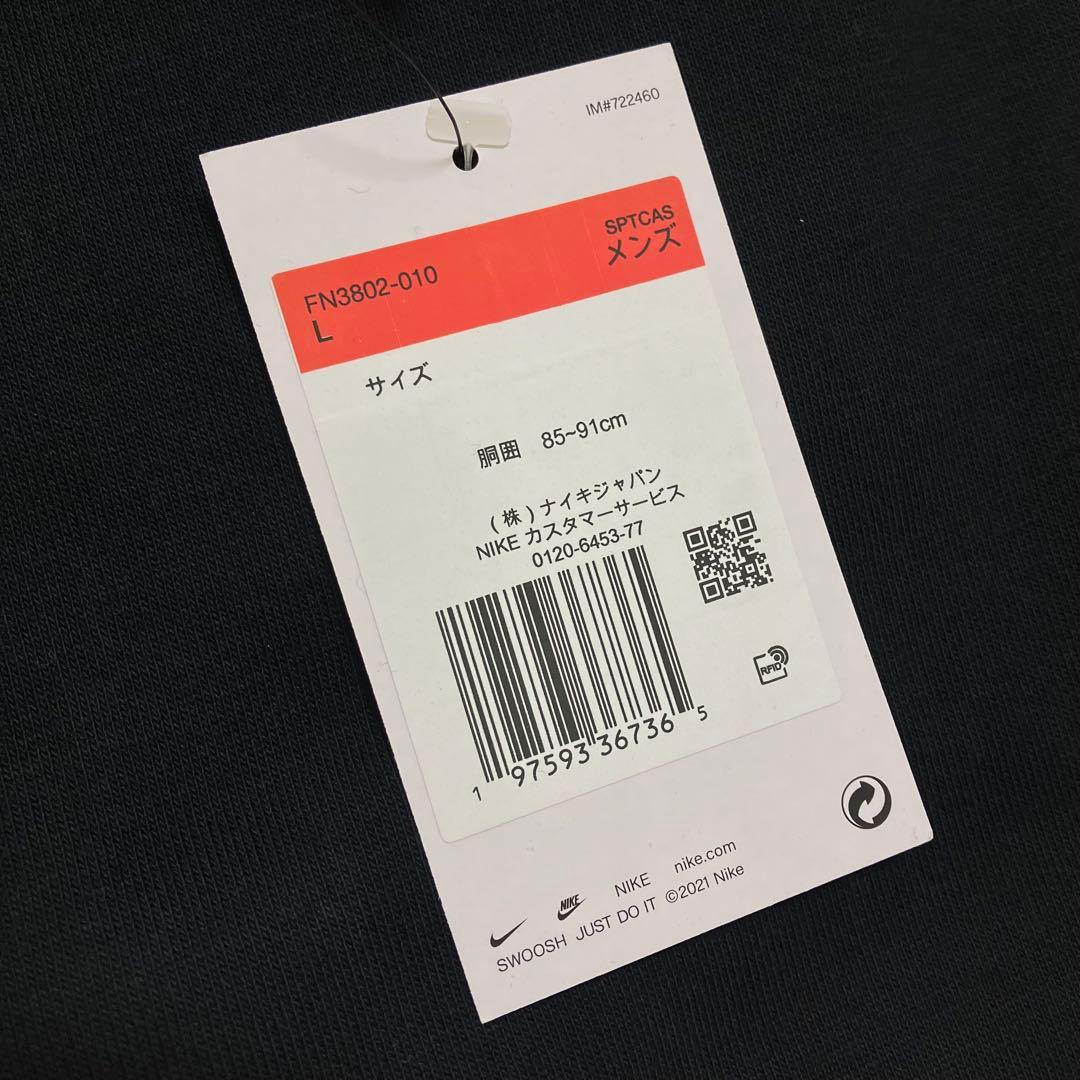 IM#722460
SPTCAS
メンズ
FN3802-010
L
サイズ
胴囲 85~91cm
(株)ナイキジャパン
NIKE カスタマーサービス
0120-6453-77
RFID
1 97593 36736 5
NIKE NIKE nike.com
SWOOSH JUST DO IT ©2021 Nike